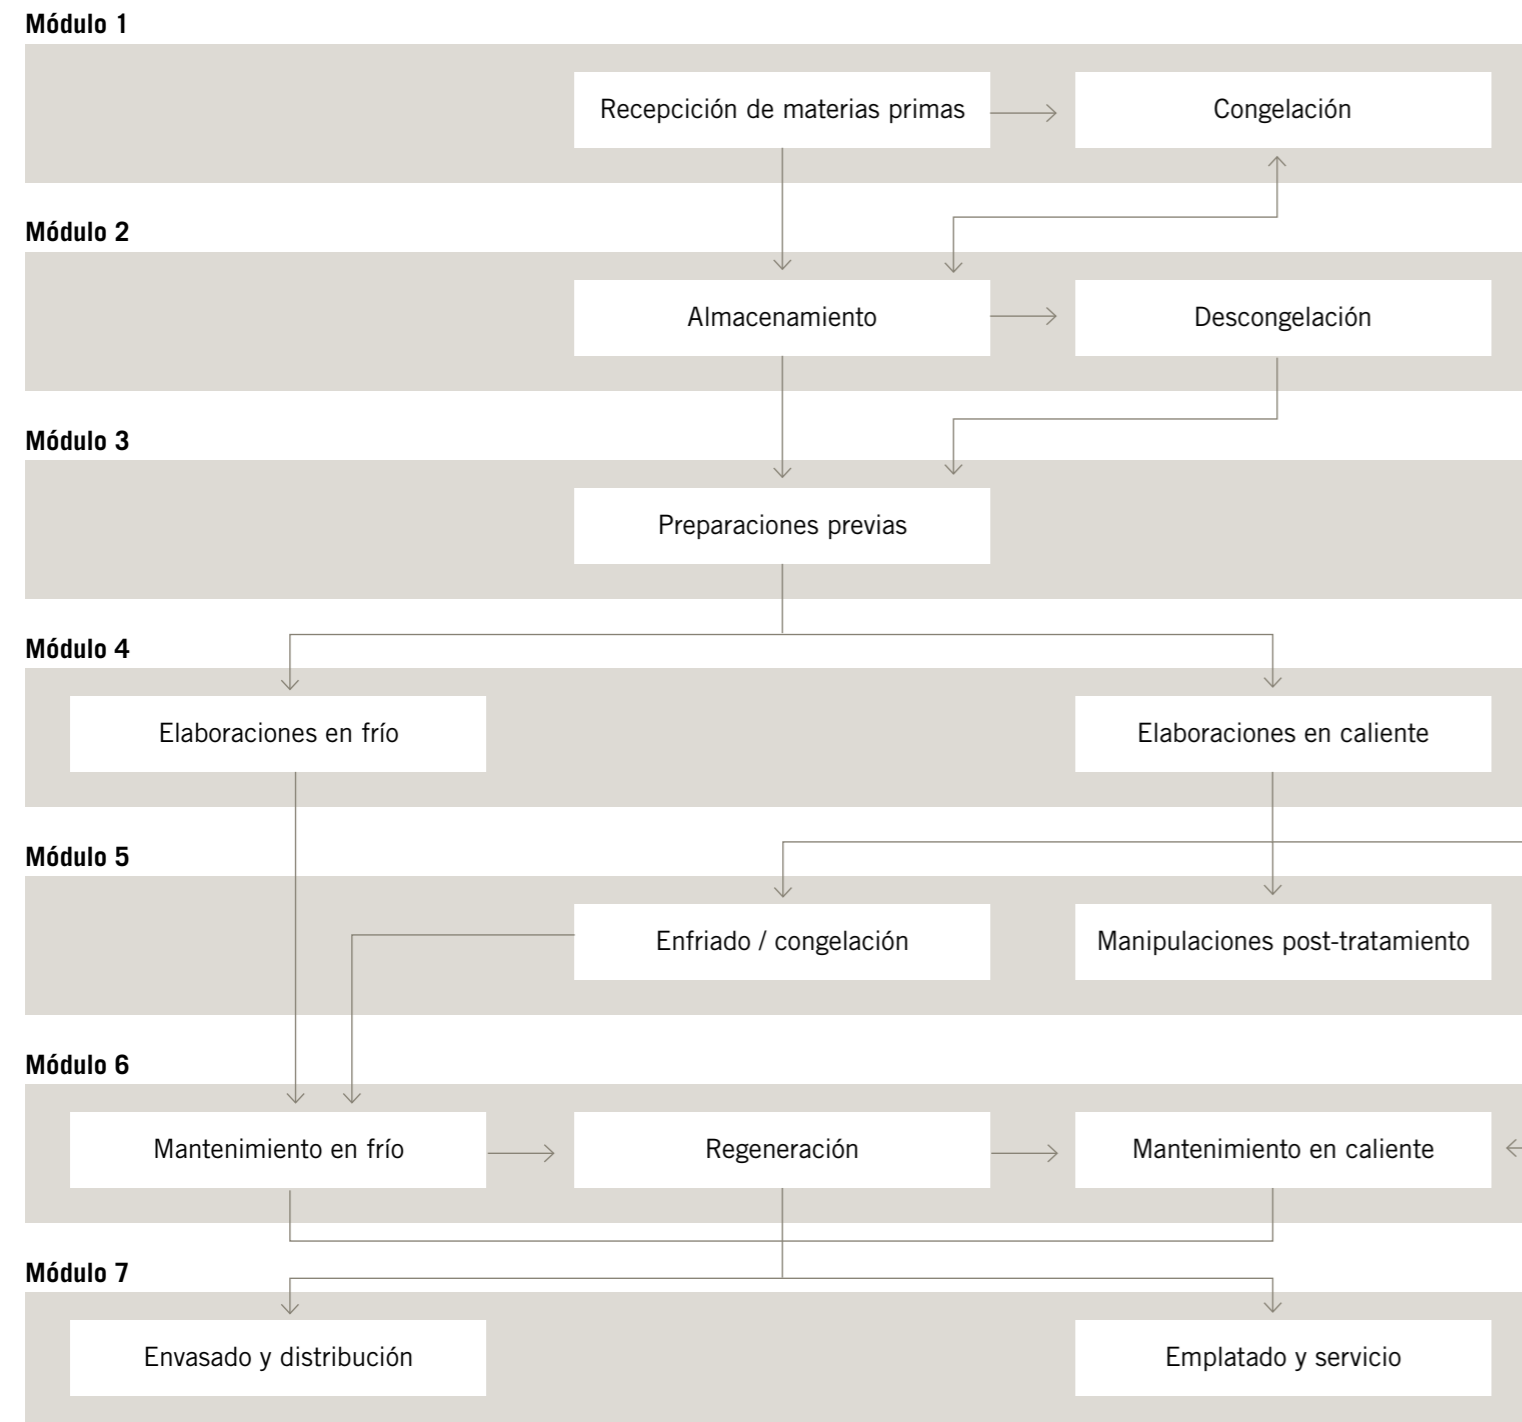 Módulo 1
Recepcición de materias primas
Congelación
Módulo 2
Almacenamiento
Descongelación
Módulo 3
Preparaciones previas
Módulo 4
Elaboraciones en frío
Elaboraciones en caliente
Módulo 5
Enfriado / congelación
Manipulaciones post-tratamiento
Módulo 6
Mantenimiento en frío
Regeneración
Mantenimiento en caliente
Módulo 7
Envasado y distribución
Emplatado y servicio